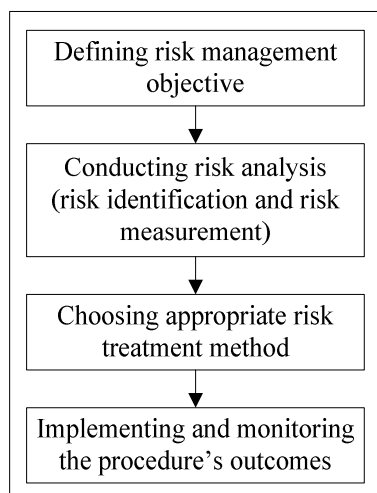 Defining risk management
objective
Conducting risk analysis
(risk identification and risk
measurement)
Choosing appropriate risk
treatment method
Implementing and monitoring
the procedure’s outcomes